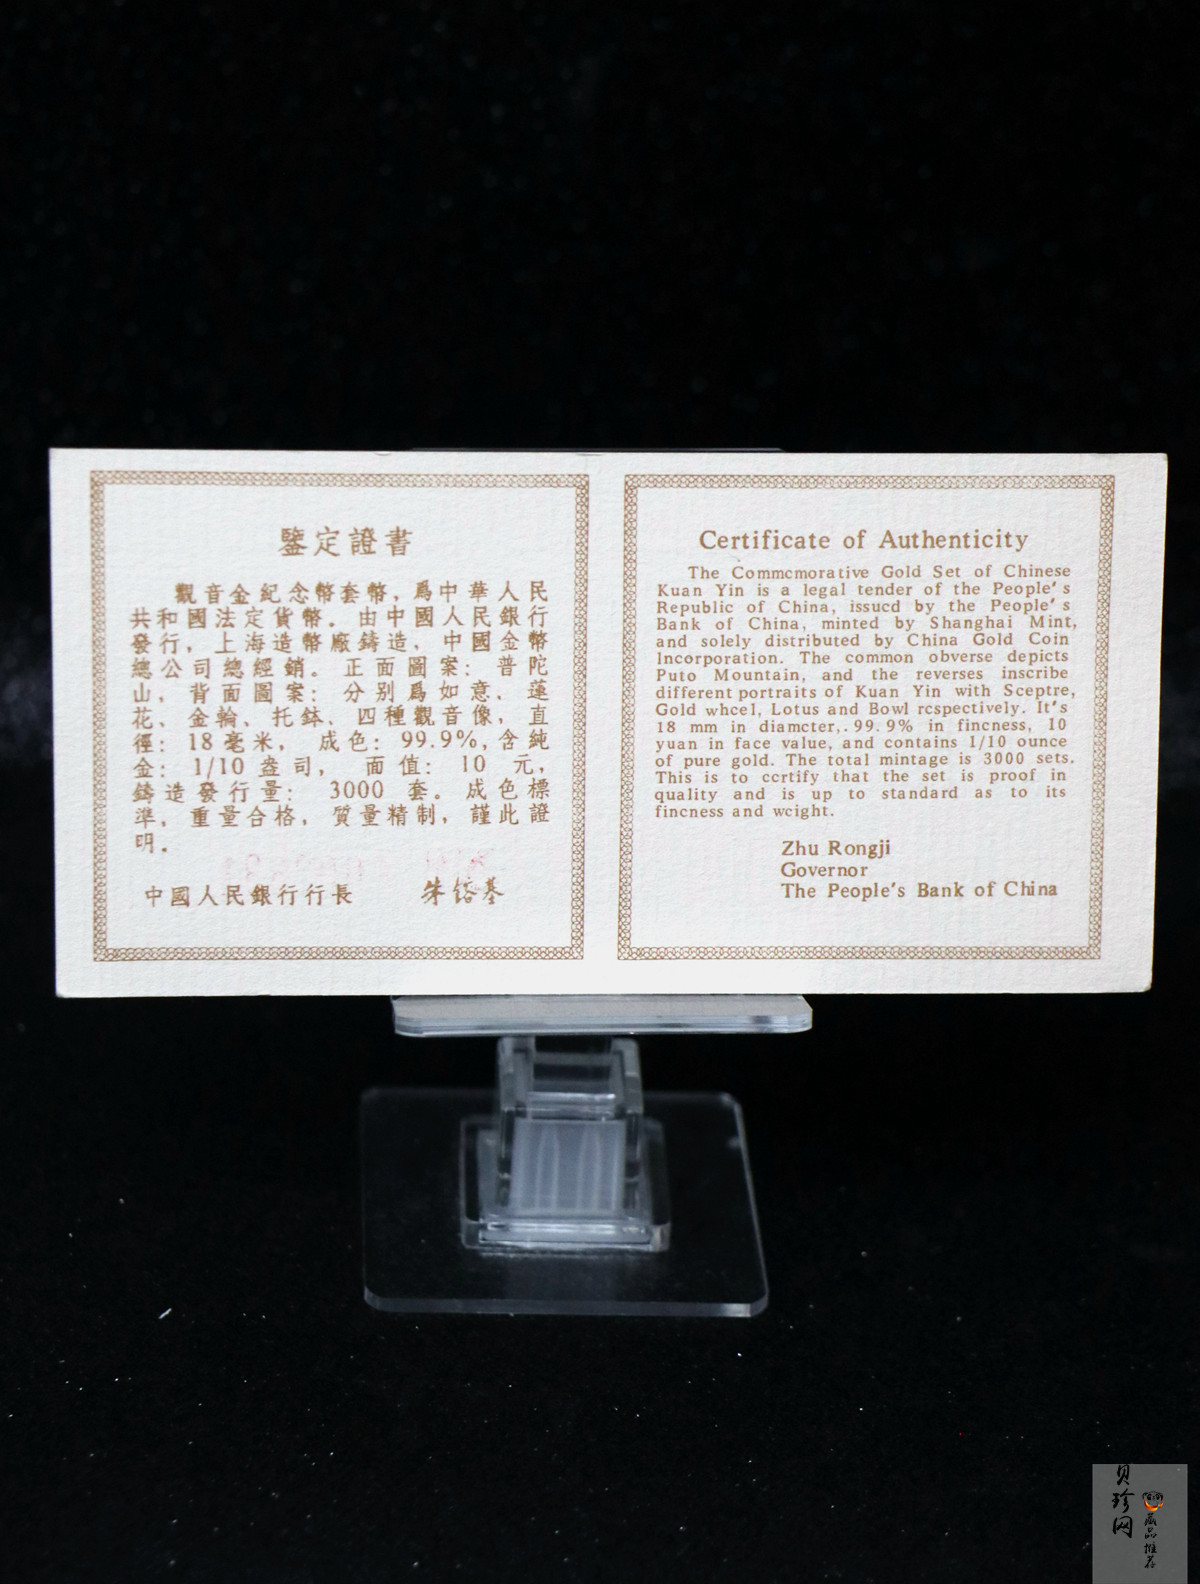 鑒定證書
觀音金紀念幣套幣，爲中華人民
共和國法定貨幣。由中國人民銀行
發行，上海造幣廠鑄造，中國金幣
總公司總經銷。正面圖案：普陀
山，背面圖案：分别爲如意、蓮
花、金輪、托鉢、四種觀音像，直
徑：18毫米，成色：99.9%，含純
金：1/10盎司，面值：10元，
鑄造發行量：3000套。成色標
準，重量合格，質量精制，謹此證
明。
中國人民銀行行長 朱鎔基
Certificate of Authenticity
The Commemorative Gold Set of Chinese
Kuan Yin is a legal tender of the People's
Republic of China, issued by the People's
Bank of China, minted by Shanghai Mint,
and solely distributed by China Gold Coin
Incorporation. The common obverse depicts
Puto Mountain, and the reverses inscribe
different portraits of Kuan Yin with Sceptre,
Gold wheel, Lotus and Bowl respectively. It's
18 mm in diameter,. 99.9% in fineness, 10
yuan in face value, and contains 1/10 ounce
of pure gold. The total mintage is 3000 sets.
This is to certify that the set is proof in
quality and is up to standard as to its
fineness and weight.
Zhu Rongji
Governor
The People's Bank of China
贝珍网
藏品推荐